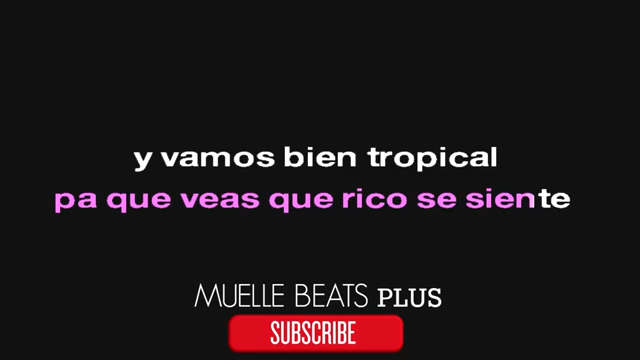 y vamos bien tropical
pa que veas que rico se siente
MUELLE BEATS PLUS
SUBSCRIBE